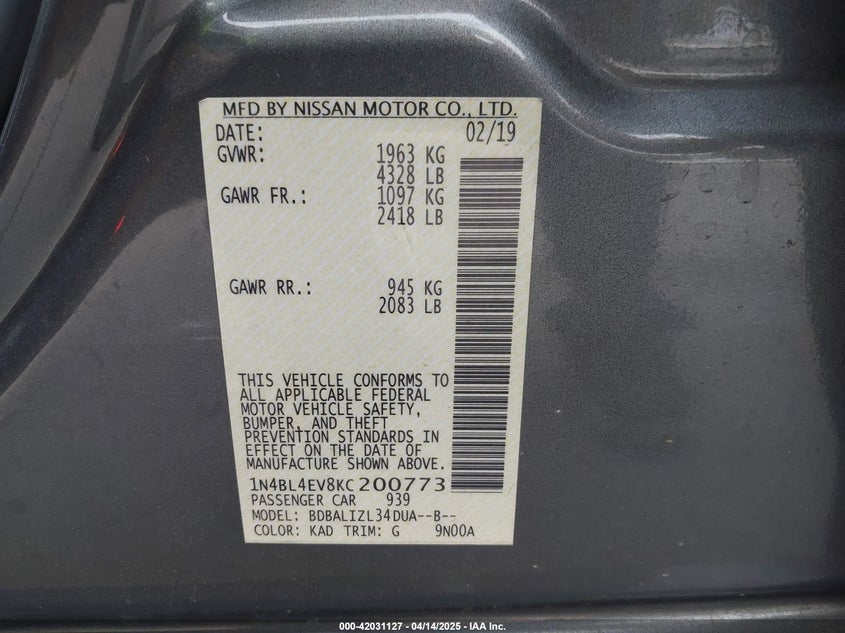 MFD BY NISSAN MOTOR CO., LTD.
DATE: 02/19
GVWR: 1963 KG
4328 LB
GAWR FR.: 1097 KG
2418 LB
GAWR RR.: 945 KG
2083 LB
THIS VEHICLE CONFORMS TO
ALL APPLICABLE FEDERAL
MOTOR VEHICLE SAFETY,
BUMPER, AND THEFT
PREVENTION STANDARDS IN
EFFECT ON THE DATE OF
MANUFACTURE SHOWN ABOVE.
1N4BL4EV8KC200773
PASSENGER CAR 939
MODEL: BDBALIZL34DUA--B--
COLOR: KAD TRIM: G 9N00A
000-42031127 - 04/14/2025 - IAA Inc.